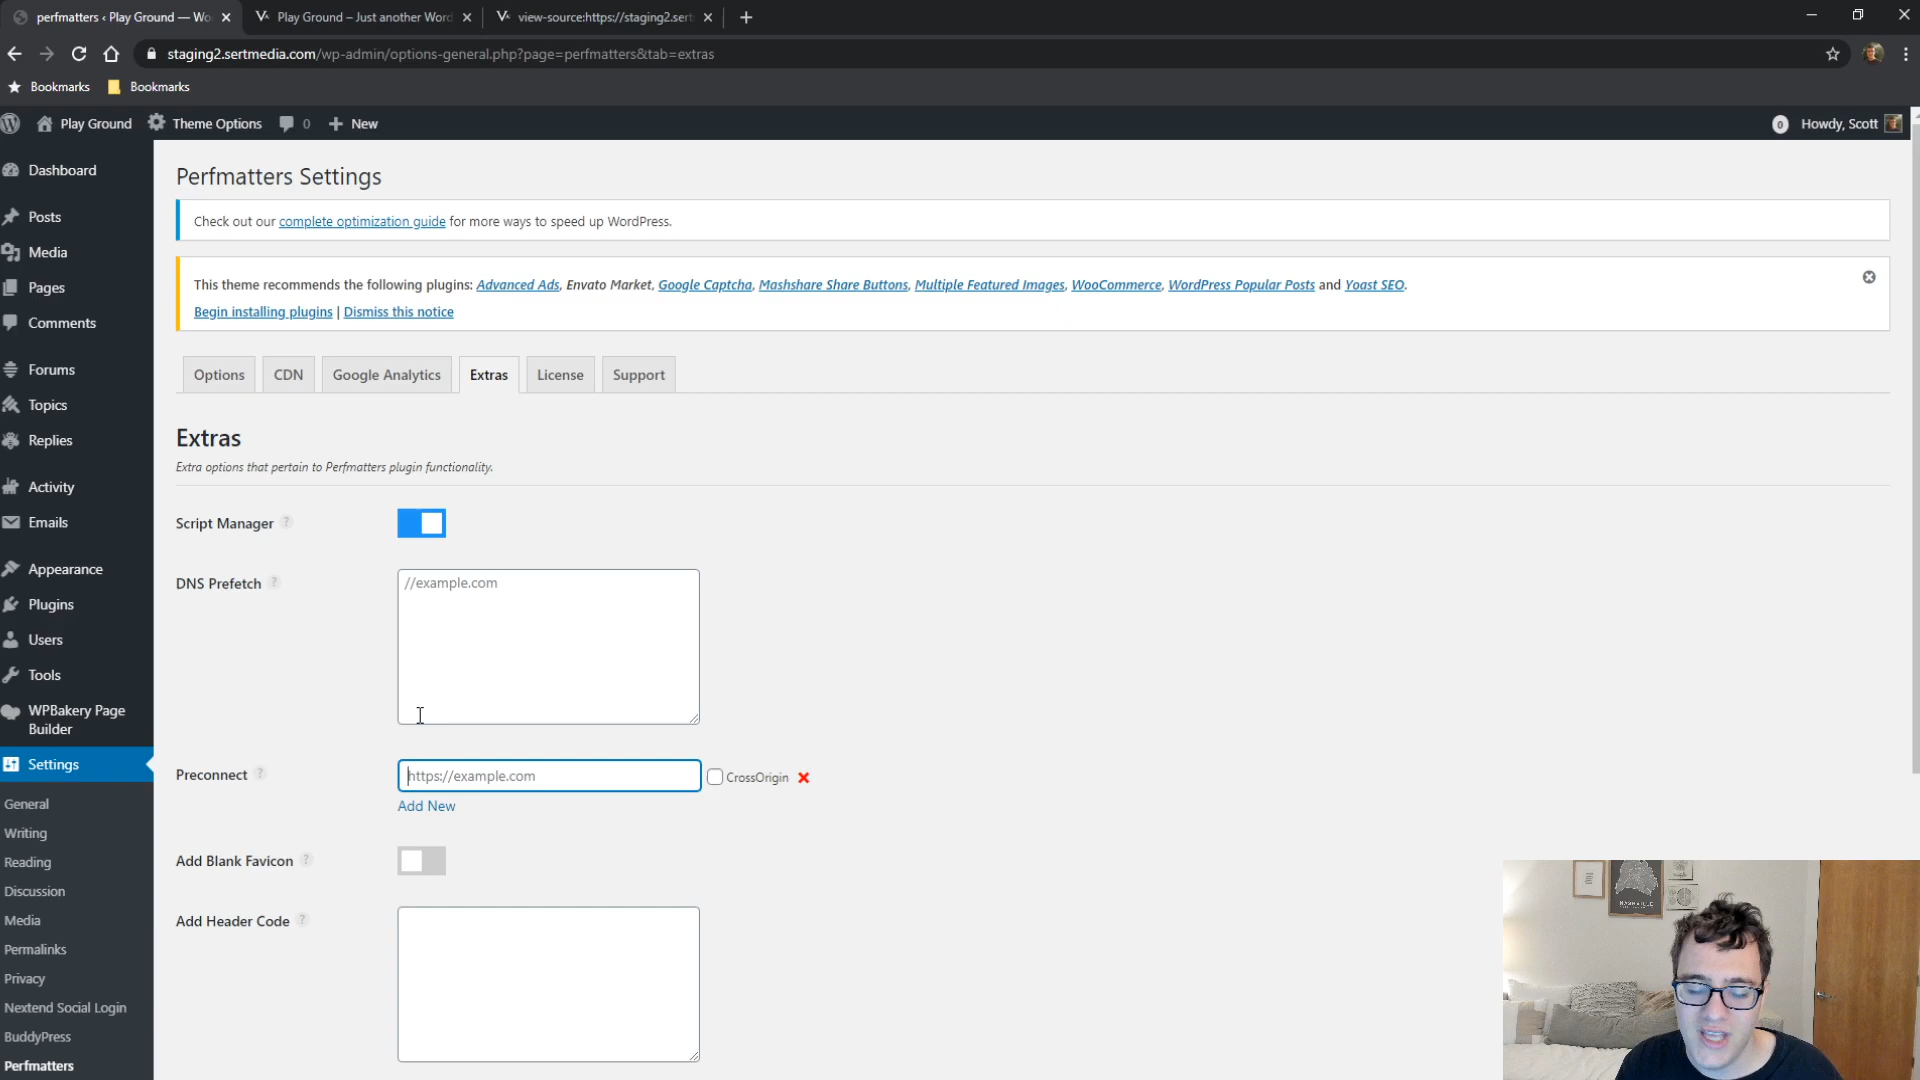 perfmatters ‹ Play Ground — Wo
Play Ground – Just another Word
view-source:https://staging2.sert
staging2.sertmedia.com/wp-admin/options-general.php?page=perfmatters&tab=extras
Bookmarks
Bookmarks
Play Ground
Theme Options
0
New
0
Howdy, Scott
Dashboard
Posts
Media
Pages
Comments
Forums
Topics
Replies
Activity
Emails
Appearance
Plugins
Users
Tools
WPBakery Page
Builder
Settings
General
Writing
Reading
Discussion
Media
Permalinks
Privacy
Nextend Social Login
BuddyPress
Perfmatters
Perfmatters Settings
Check out our complete optimization guide for more ways to speed up WordPress.
This theme recommends the following plugins: Advanced Ads, Envato Market, Google Captcha, Mashshare Share Buttons, Multiple Featured Images, WooCommerce, WordPress Popular Posts and Yoast SEO.
Begin installing plugins | Dismiss this notice
Options
CDN
Google Analytics
Extras
License
Support
Extras
Extra options that pertain to Perfmatters plugin functionality.
Script Manager ?
DNS Prefetch ?
//example.com
Preconnect ?
https://example.com
CrossOrigin
Add New
Add Blank Favicon ?
Add Header Code ?
NASHVILLE